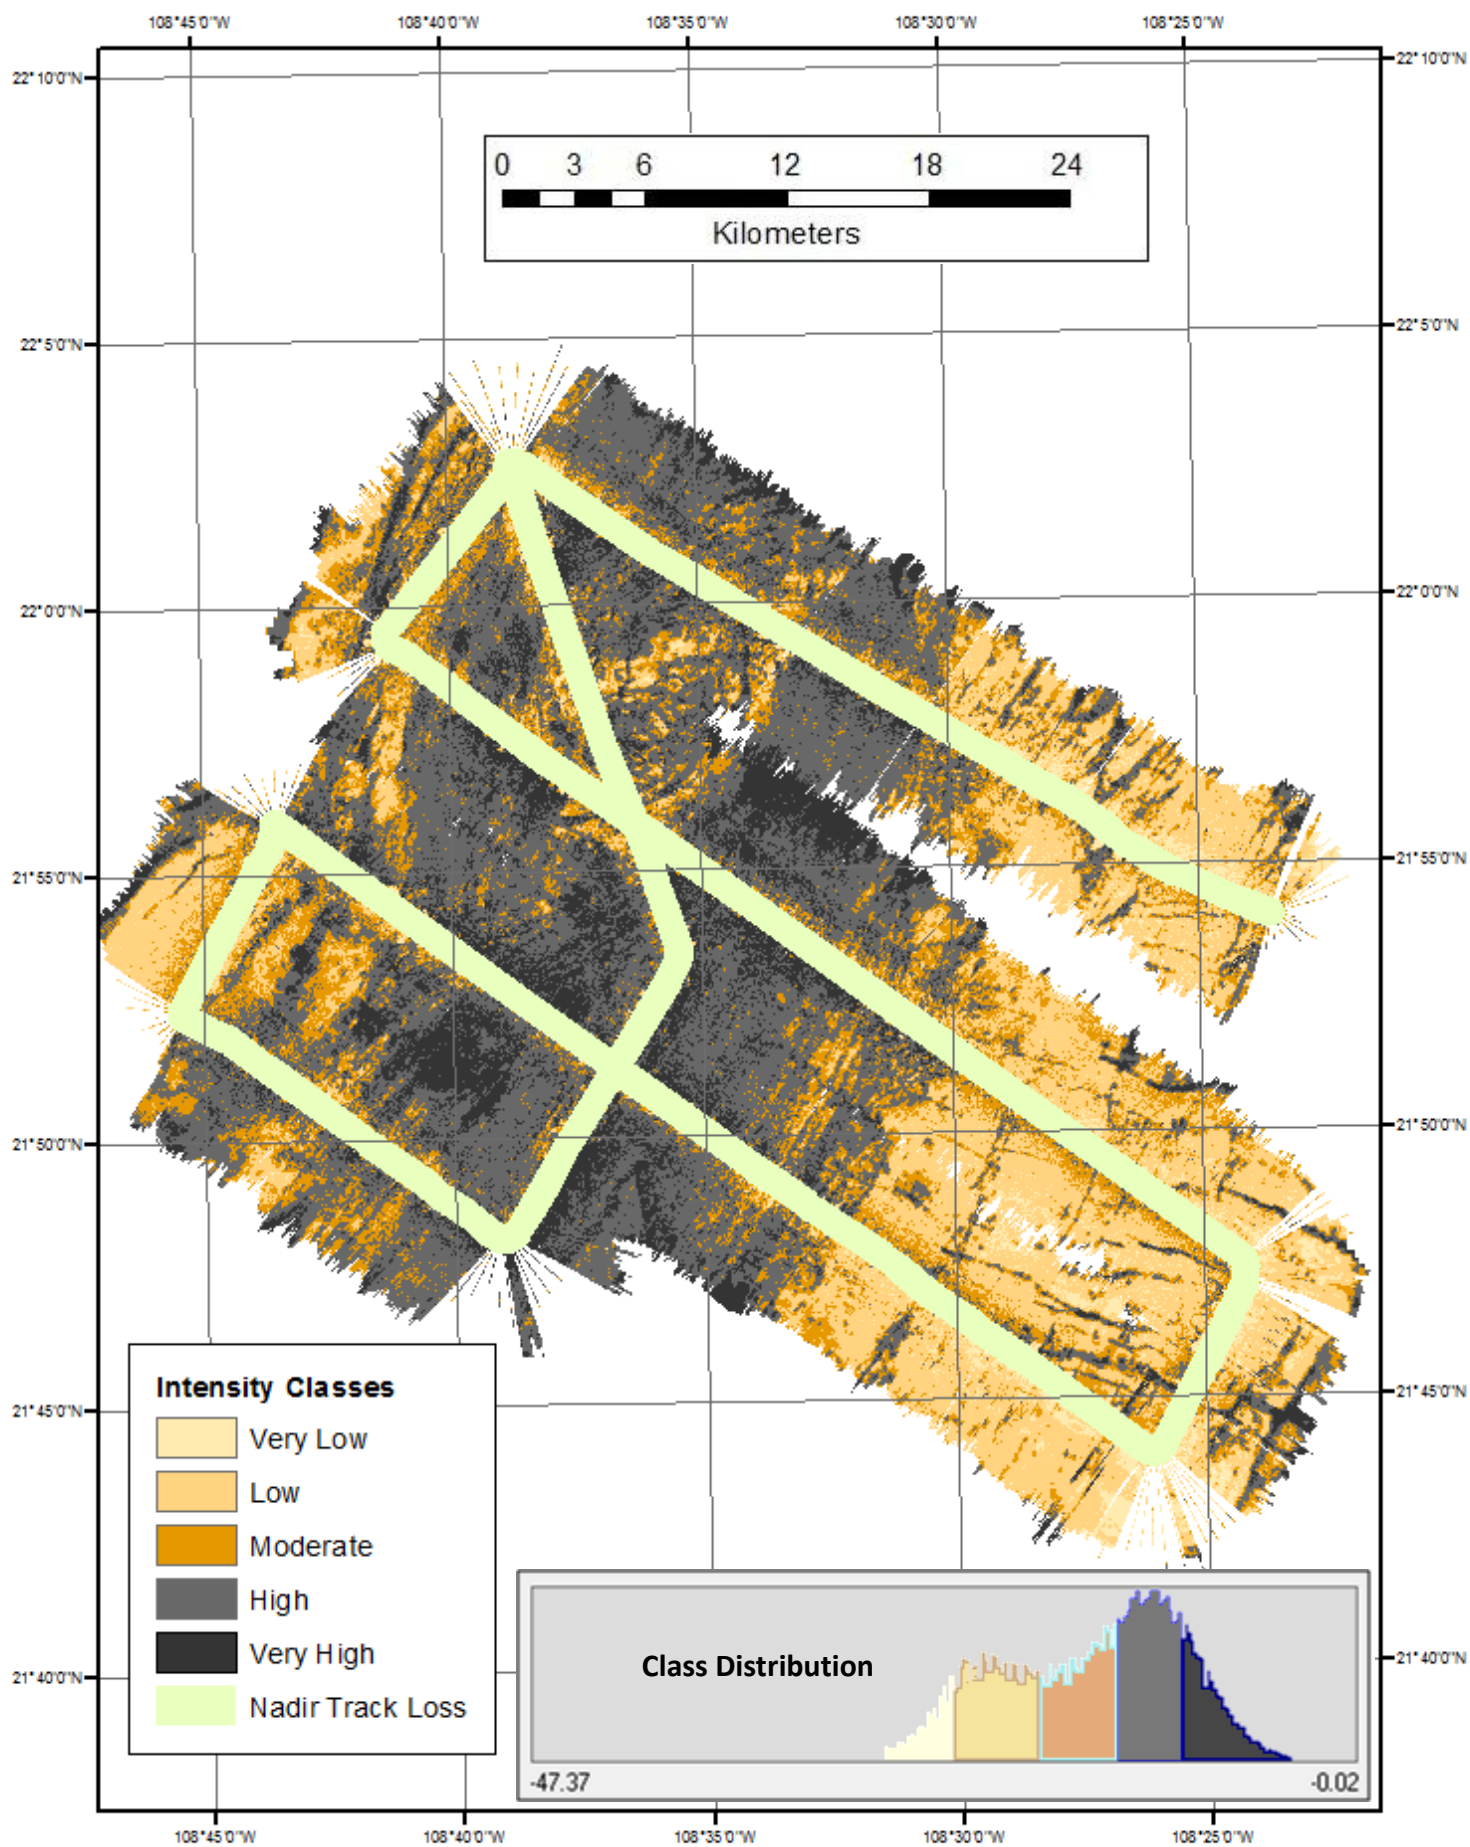 108°45'0"W 108°40'0"W 108°35'0"W 108°30'0"W 108°25'0"W
22°10'0"N 22°10'0"N
0 3 6 12 18 24
Kilometers
22°5'0"N 22°5'0"N
22°0'0"N 22°0'0"N
21°55'0"N 21°55'0"N
21°50'0"N 21°50'0"N
21°45'0"N 21°45'0"N
Intensity Classes
Very Low
Low
Moderate
High
Very High
Nadir Track Loss
Class Distribution
-47.37 -0.02
21°40'0"N 21°40'0"N
108°45'0"W 108°40'0"W 108°35'0"W 108°30'0"W 108°25'0"W